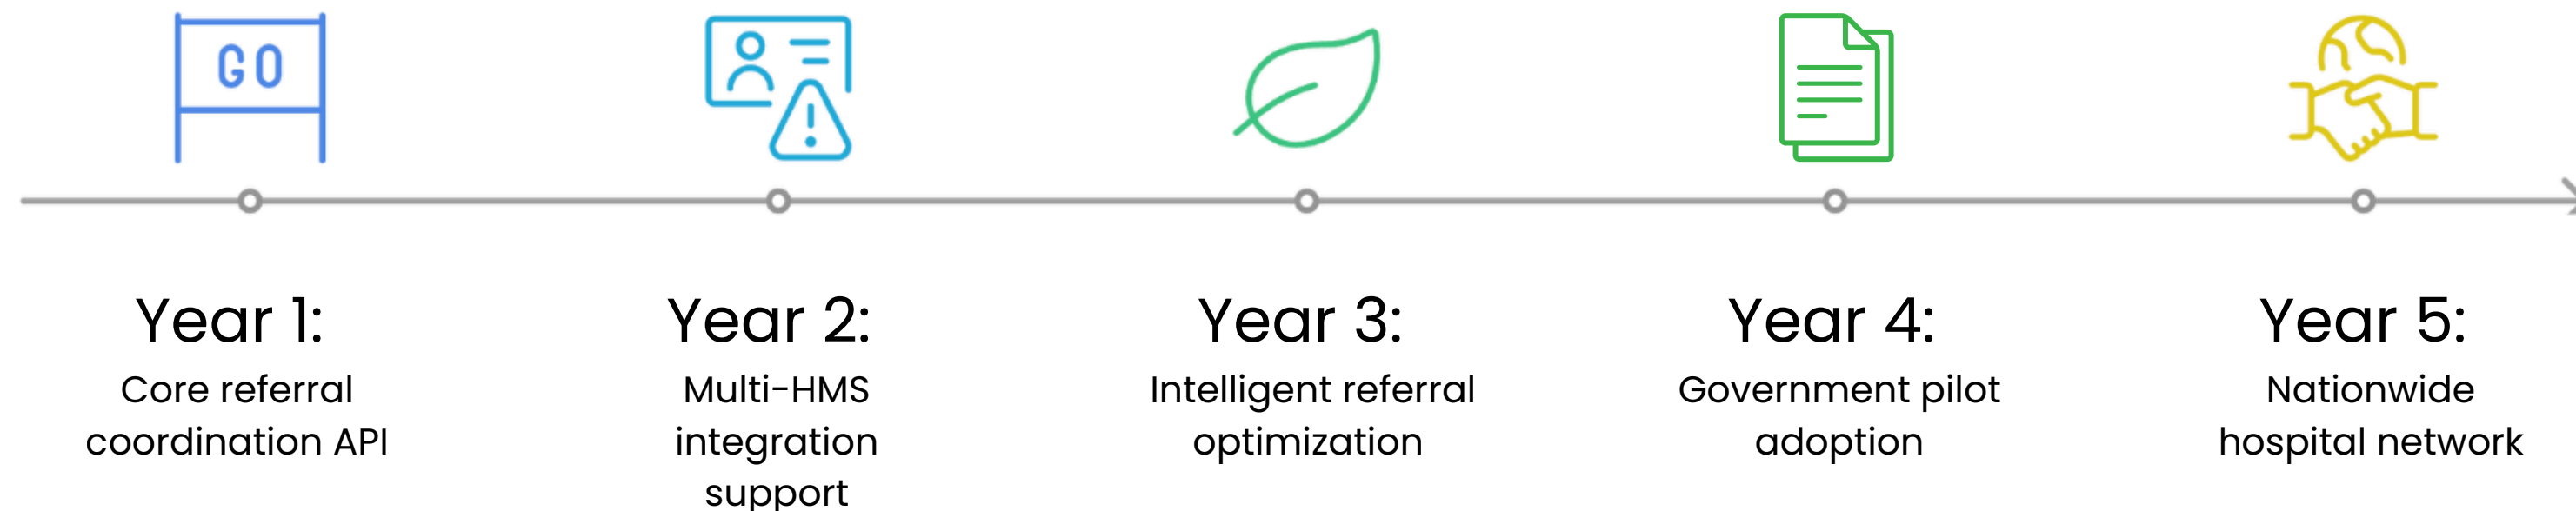 GO
Year 1:
Core referral
coordination API
Year 2:
Multi-HMS
integration
support
Year 3:
Intelligent referral
optimization
Year 4:
Government pilot
adoption
Year 5:
Nationwide
hospital network